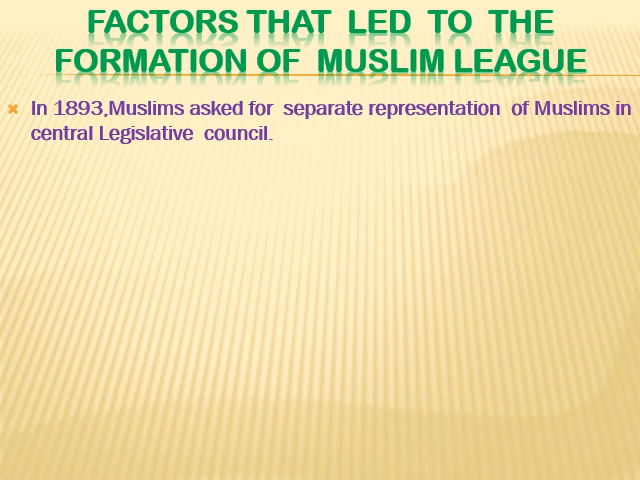 FACTORS THAT LED TO THE
FORMATION OF MUSLIM LEAGUE
In 1893,Muslims asked for separate representation of Muslims in
central Legislative council.